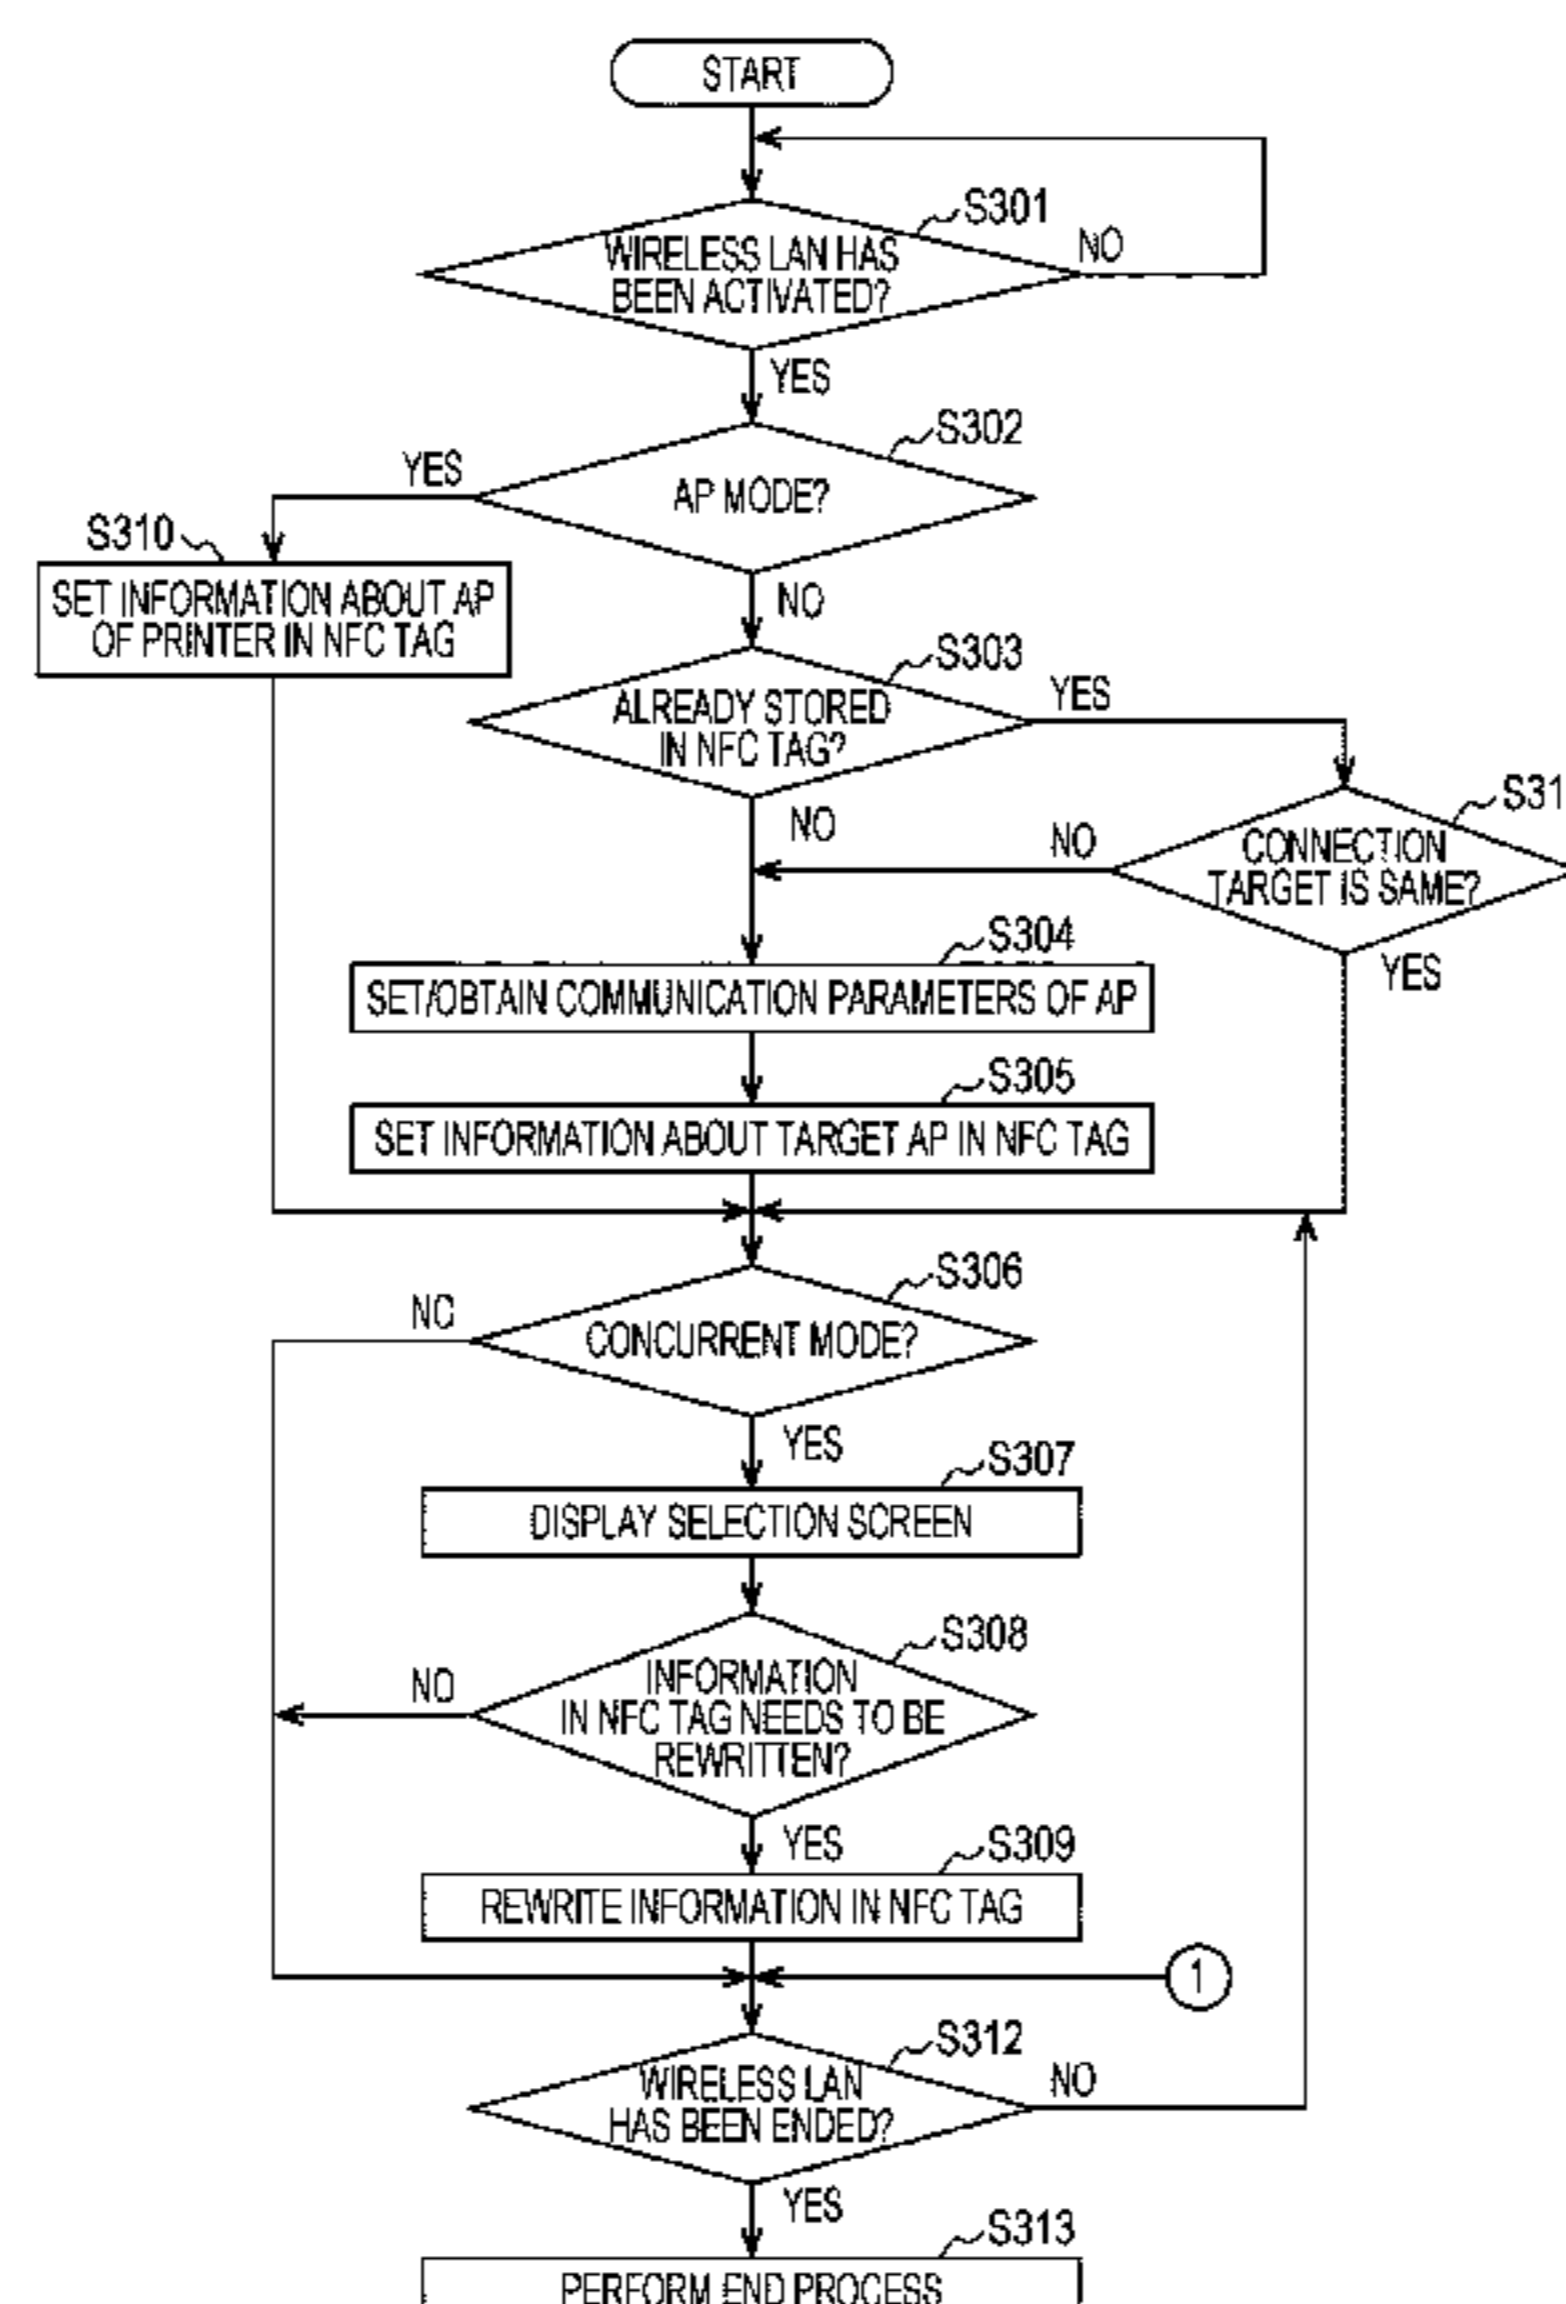 START
S301
WIRELESS LAN HAS
BEEN ACTIVATED?
NO
YES
S302
AP MODE?
YES
NO
S310
SET INFORMATION ABOUT AP
OF PRINTER IN NFC TAG
S303
ALREADY STORED
IN NFC TAG?
YES
NO
S31
CONNECTION
TARGET IS SAME?
NO
YES
S304
SET/OBTAIN COMMUNICATION PARAMETERS OF AP
S305
SET INFORMATION ABOUT TARGET AP IN NFC TAG
S306
CONCURRENT MODE?
NO
YES
S307
DISPLAY SELECTION SCREEN
S308
INFORMATION
IN NFC TAG NEEDS TO BE
REWRITTEN?
NO
YES
S309
REWRITE INFORMATION IN NFC TAG
1
S312
WIRELESS LAN
HAS BEEN ENDED?
NO
YES
S313
PERFORM END PROCESS